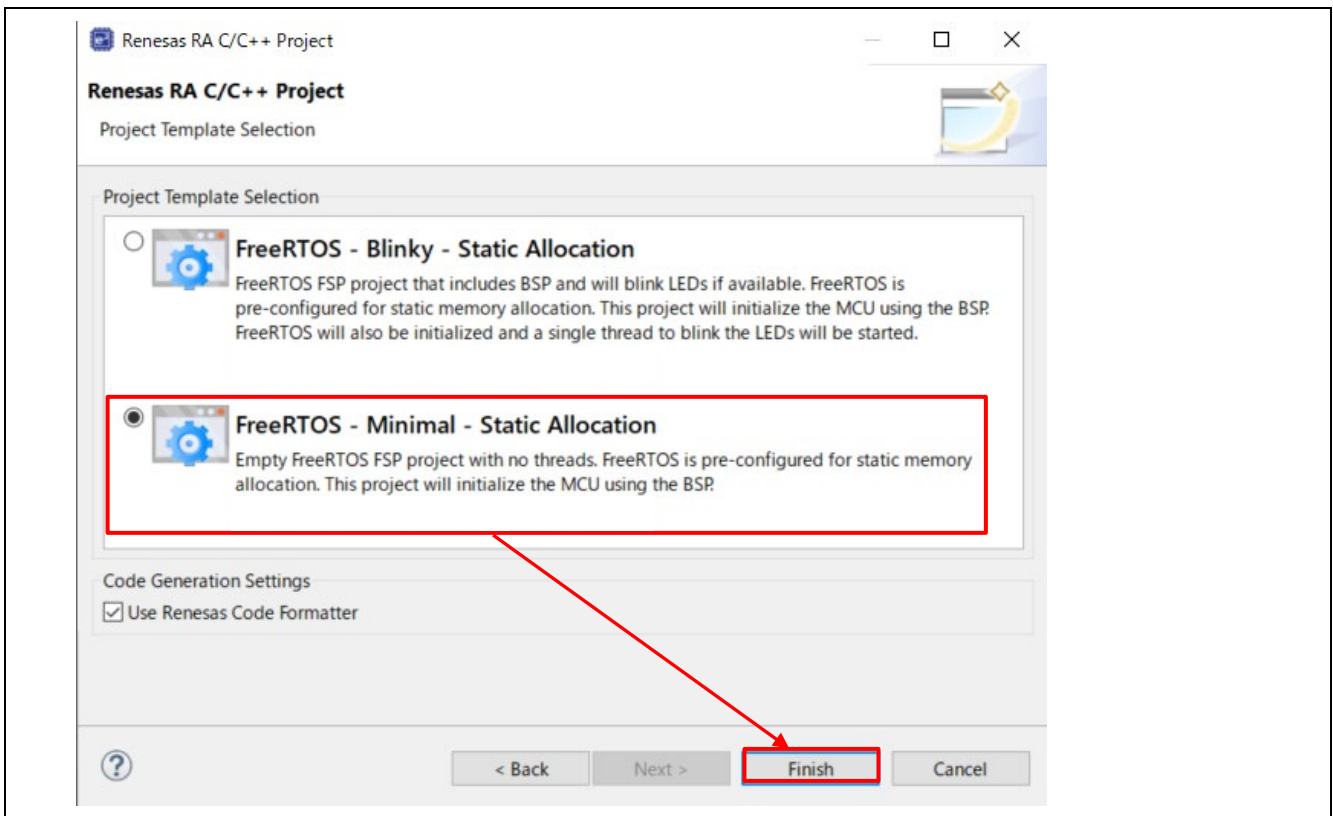 Renesas RA C/C++ Project
Renesas RA C/C++ Project
Project Template Selection
Project Template Selection
FreeRTOS - Blinky - Static Allocation
FreeRTOS FSP project that includes BSP and will blink LEDs if available. FreeRTOS is
pre-configured for static memory allocation. This project will initialize the MCU using the BSP.
FreeRTOS will also be initialized and a single thread to blink the LEDs will be started.
FreeRTOS - Minimal - Static Allocation
Empty FreeRTOS FSP project with no threads. FreeRTOS is pre-configured for static memory
allocation. This project will initialize the MCU using the BSP.
Code Generation Settings
Use Renesas Code Formatter
? < Back Next > Finish Cancel